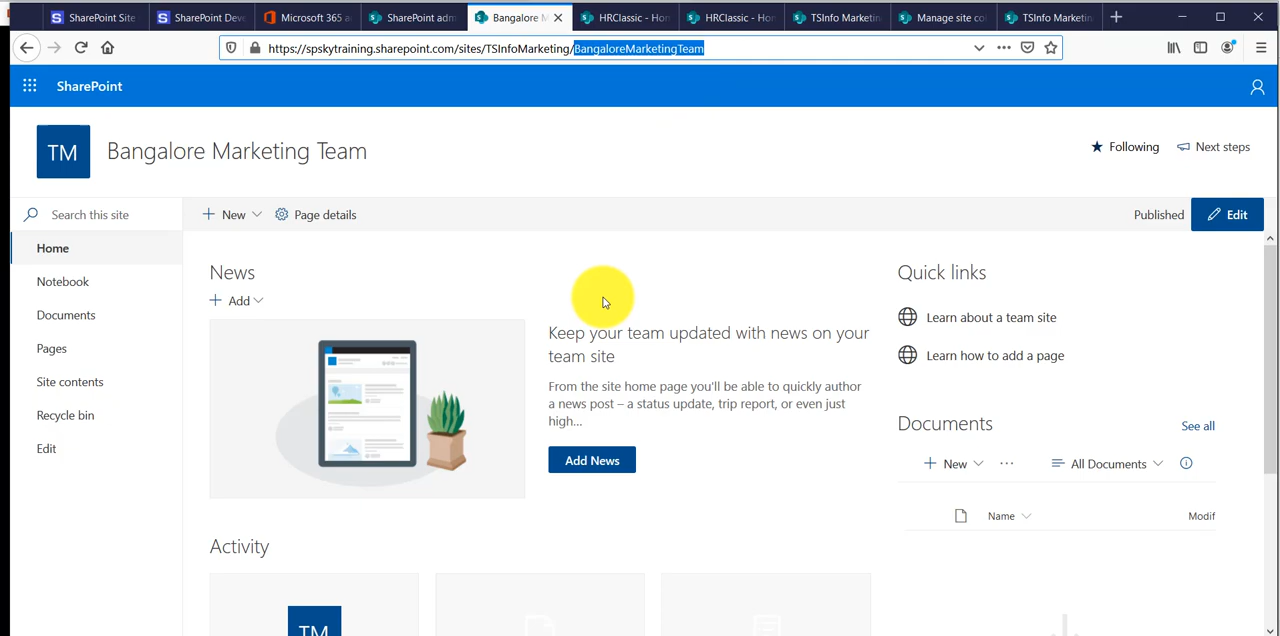 SharePoint Site
SharePoint Deve
Microsoft 365 a
SharePoint adm
Bangalore M
HRClassic - Hon
HRClassic - Hon
TSInfo Marketin
Manage site col
TSInfo Marketin
https://spskytraining.sharepoint.com/sites/TSInfoMarketing/BangaloreMarketingTeam
SharePoint
TM
Bangalore Marketing Team
Following
Next steps
Search this site
New
Page details
Published
Edit
Home
Notebook
Documents
Pages
Site contents
Recycle bin
Edit
News
Add
Keep your team updated with news on your
team site
From the site home page you'll be able to quickly author
a news post – a status update, trip report, or even just
high...
Add News
Quick links
Learn about a team site
Learn how to add a page
Documents
See all
New
All Documents
Name
Modif
Activity
TM